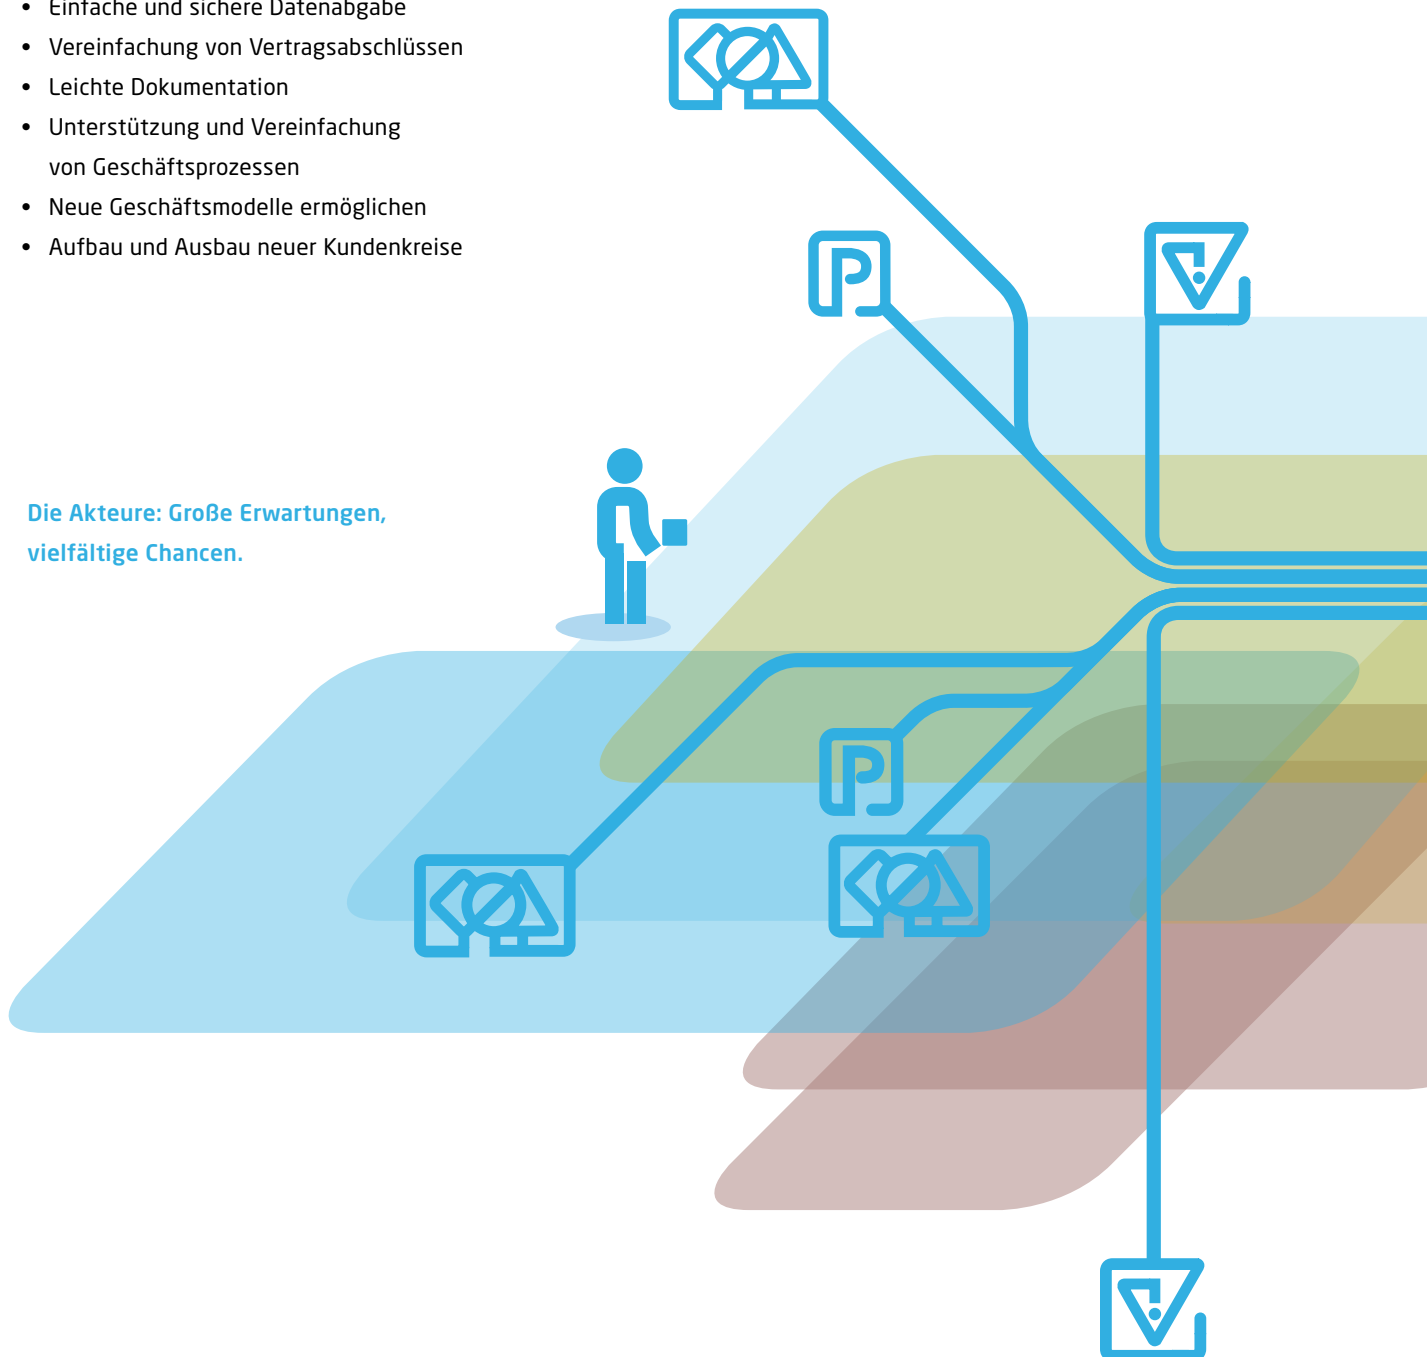 • Einfache und sichere Datenabgabe
• Vereinfachung von Vertragsabschlüssen
• Leichte Dokumentation
• Unterstützung und Vereinfachung
von Geschäftsprozessen
• Neue Geschäftsmodelle ermöglichen
• Aufbau und Ausbau neuer Kundenkreise
P
Die Akteure: Große Erwartungen,
vielfältige Chancen.
P